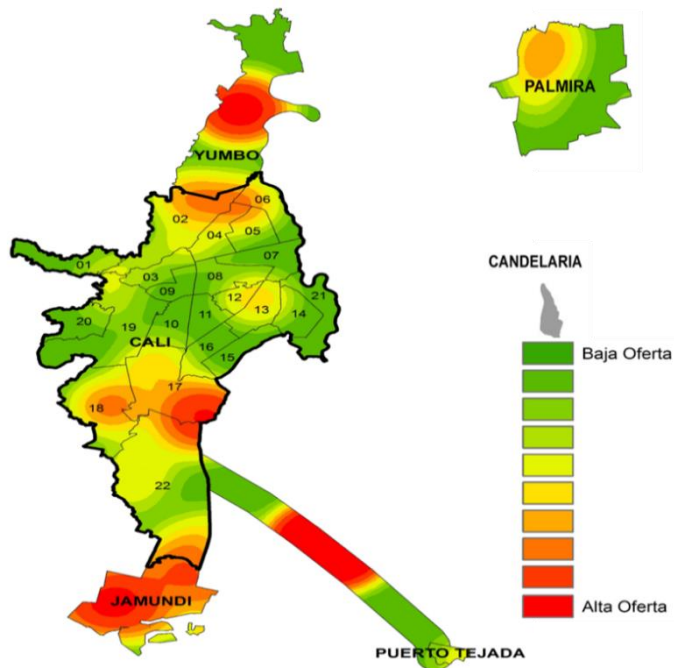 PALMIRA
YUMBO
06
02
04
05
07
01
03
08
CANDELARIA
09
12
21
13
14
20
19
10
11
CALI
16
15
Baja Oferta
17
18
22
JAMUNDI
Alta Oferta
PUERTO TEJADA